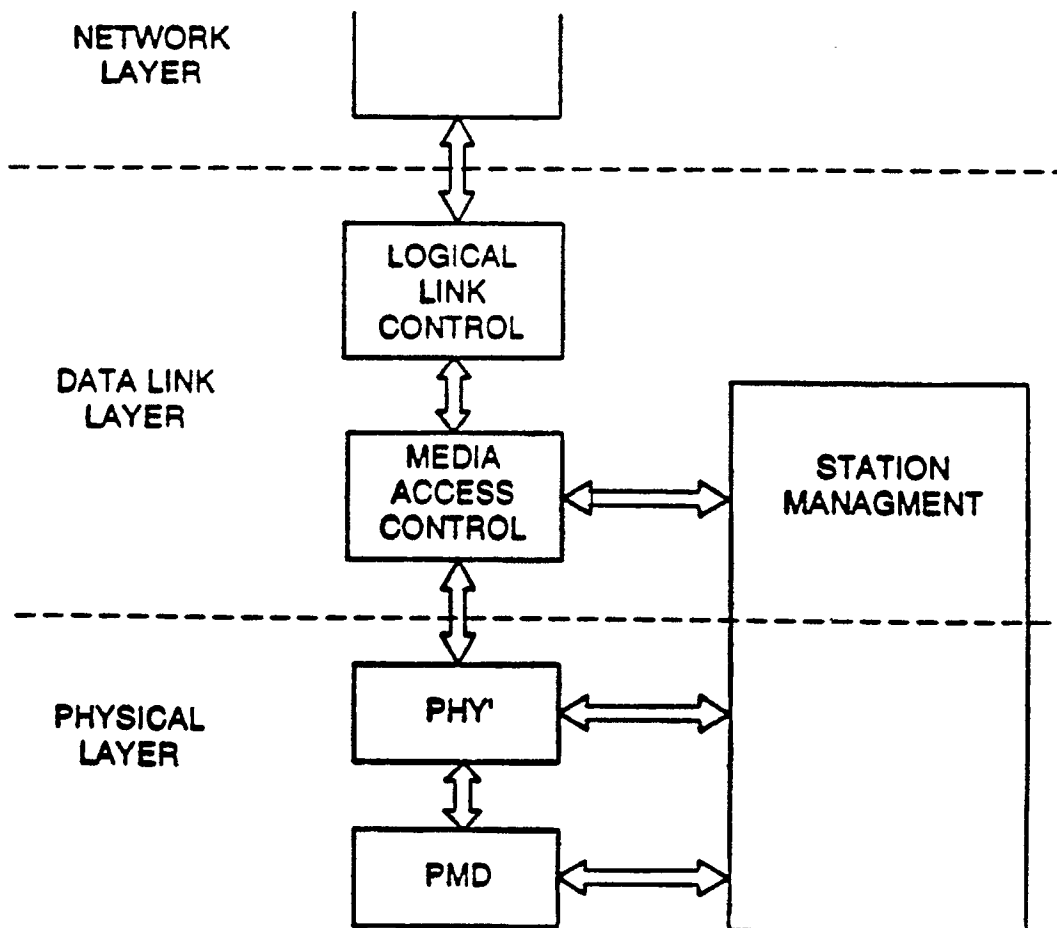 NETWORK
LAYER
LOGICAL
LINK
CONTROL
DATA LINK
LAYER
MEDIA
ACCESS
CONTROL
STATION
MANAGMENT
PHYSICAL
LAYER
PHY'
PMD